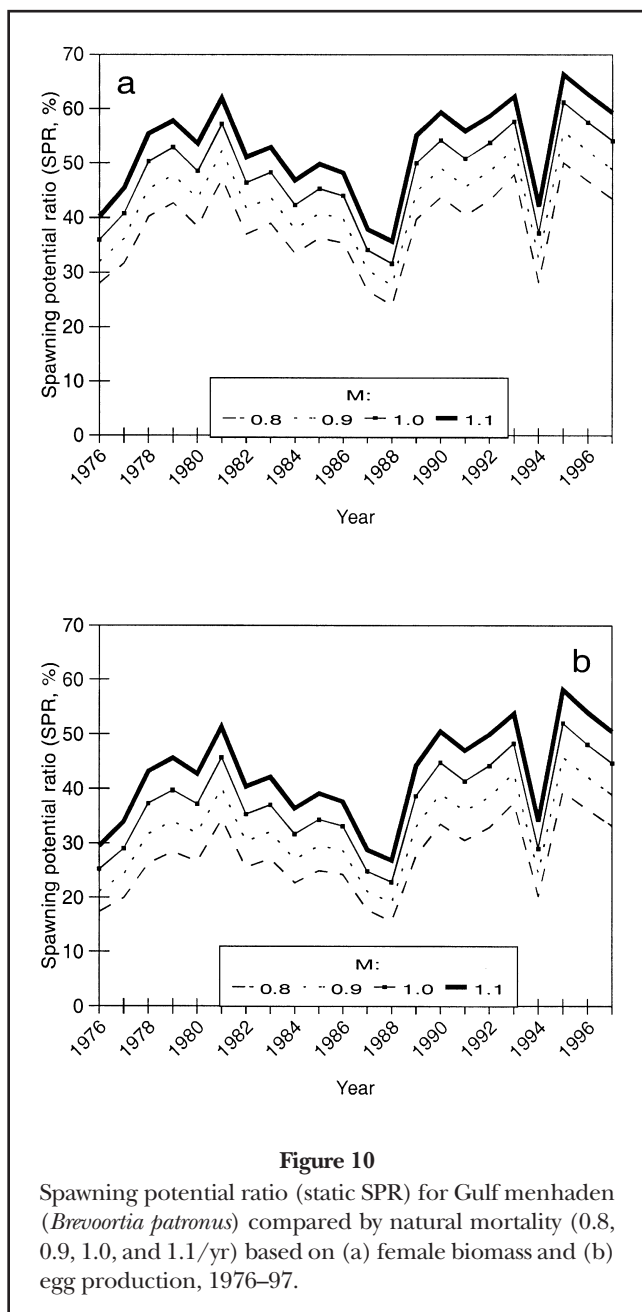 a
Spawning potential ratio (SPR, %)
70
60
50
40
30
20
10
0
1976
1978
1980
1982
1984
1986
1988
1990
1992
1994
1996
Year
M:
0.8 0.9 1.0 1.1
b
Spawning potential ratio (SPR, %)
70
60
50
40
30
20
10
0
1976
1978
1980
1982
1984
1986
1988
1990
1992
1994
1996
Year
M:
0.8 0.9 1.0 1.1
Figure 10
Spawning potential ratio (static SPR) for Gulf menhaden
(Brevoortia patronus) compared by natural mortality (0.8,
0.9, 1.0, and 1.1/yr) based on (a) female biomass and (b)
egg production, 1976–97.